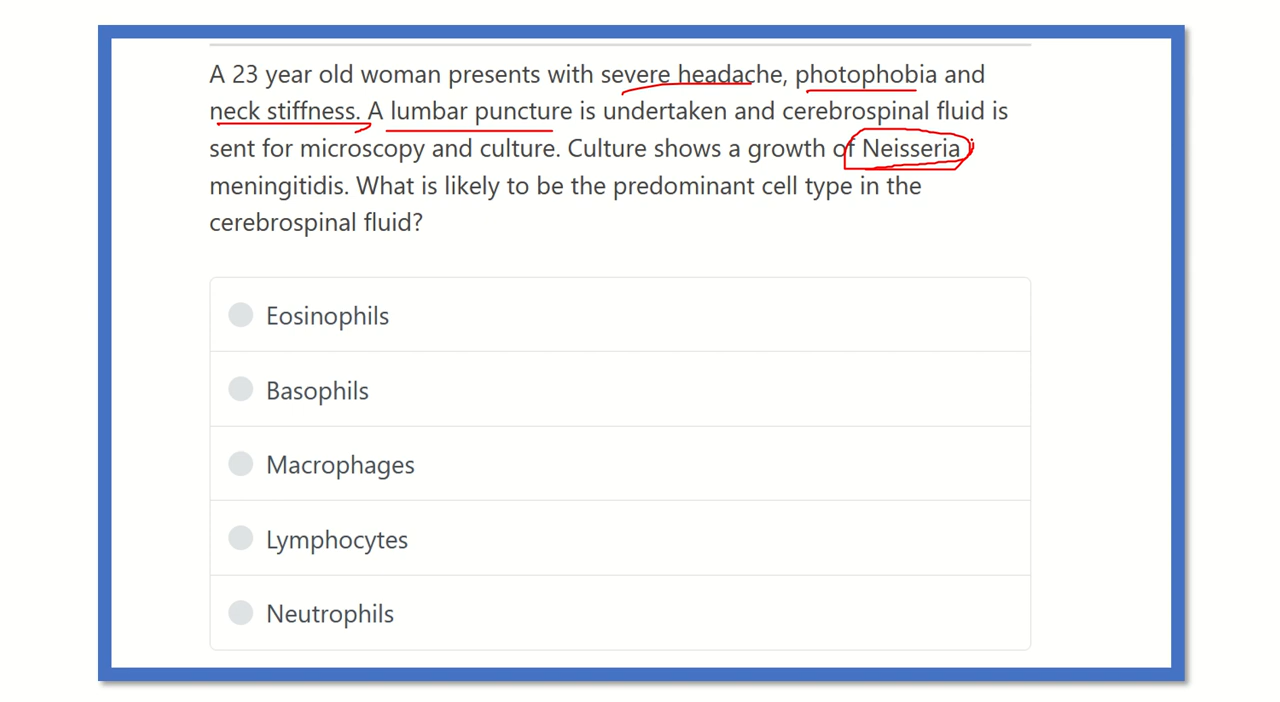 A 23 year old woman presents with severe headache, photophobia and
neck stiffness. A lumbar puncture is undertaken and cerebrospinal fluid is
sent for microscopy and culture. Culture shows a growth of Neisseria
meningitidis. What is likely to be the predominant cell type in the
cerebrospinal fluid?
Eosinophils
Basophils
Macrophages
Lymphocytes
Neutrophils